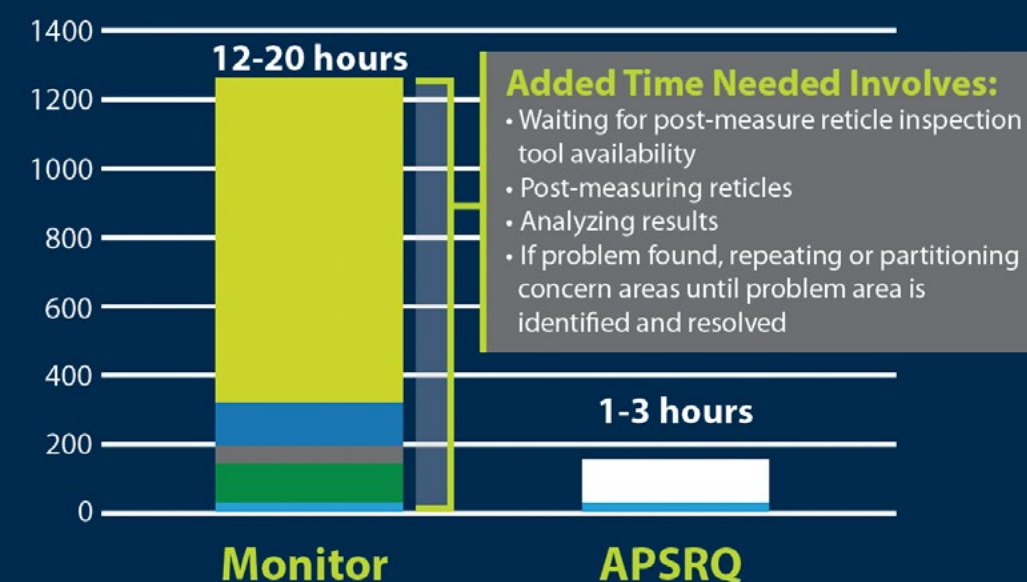 1400
12-20 hours
1200
1000
800
600
400
200
0
Added Time Needed Involves:
• Waiting for post-measure reticle inspection
tool availability
• Post-measuring reticles
• Analyzing results
• If problem found, repeating or partitioning
concern areas until problem area is
identified and resolved
1-3 hours
Monitor
APSRQ